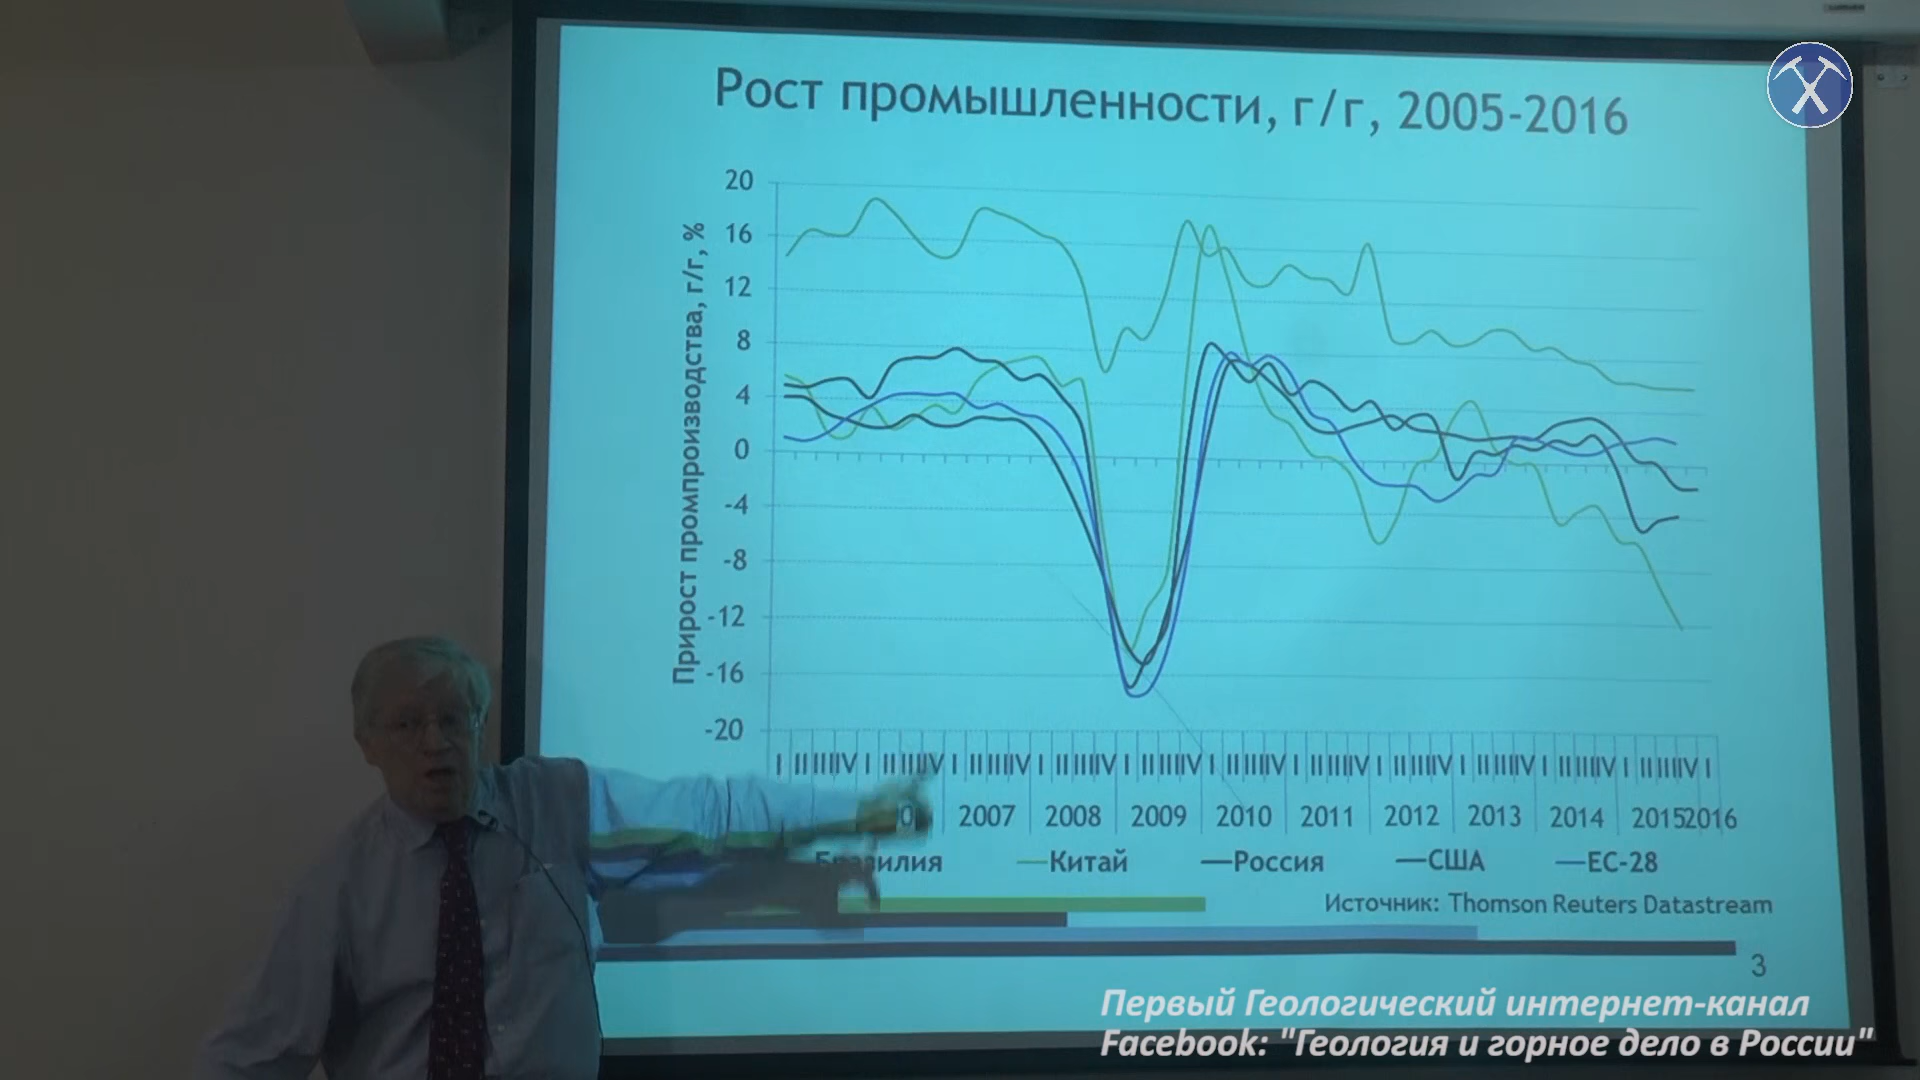 Рост промышленности, г/г, 2005-2016
Прирост промпроизводства, г/г, %
20
16
12
8
4
0
-4
-8
-12
-16
-20
I II III IV I II III IV I II III IV I II III IV I II III IV I II III IV I II III IV I II III IV I II III IV I II III IV I II III IV I
2007 2008 2009 2010 2011 2012 2013 2014 2015 2016
Китай Россия США ЕС-28
Источник: Thomson Reuters Datastream
3
Первый Геологический интернет-канал
Facebook: "Геология и горное дело в России"